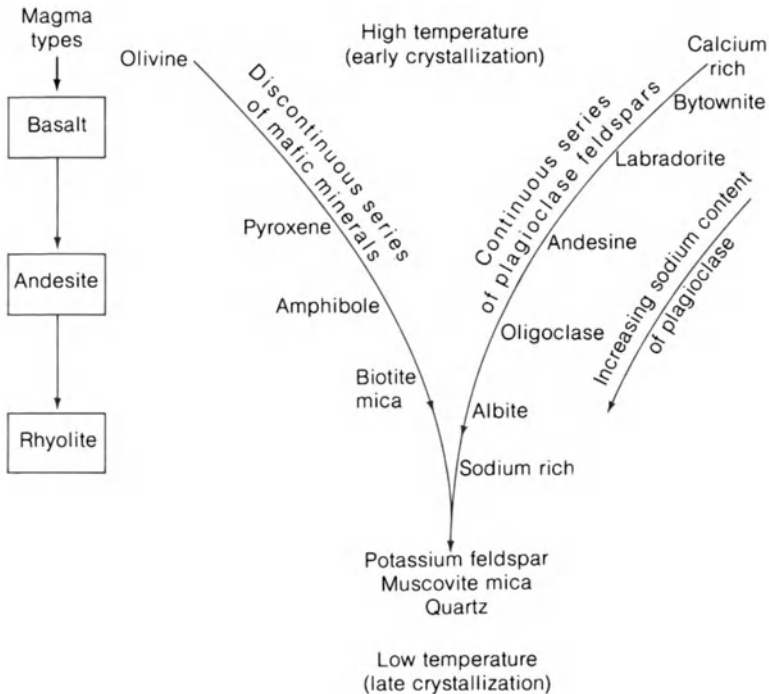 Magma
types
Basalt
Andesite
Rhyolite
High temperature
(early crystallization)
Olivine
Discontinuous series
of mafic minerals
Pyroxene
Amphibole
Biotite
mica
Calcium
rich
Bytownite
Labradorite
Continuous series
of plagioclase feldspars
Andesine
Oligoclase
Increasing sodium content
of plagioclase
Albite
Sodium rich
Potassium feldspar
Muscovite mica
Quartz
Low temperature
(late crystallization)